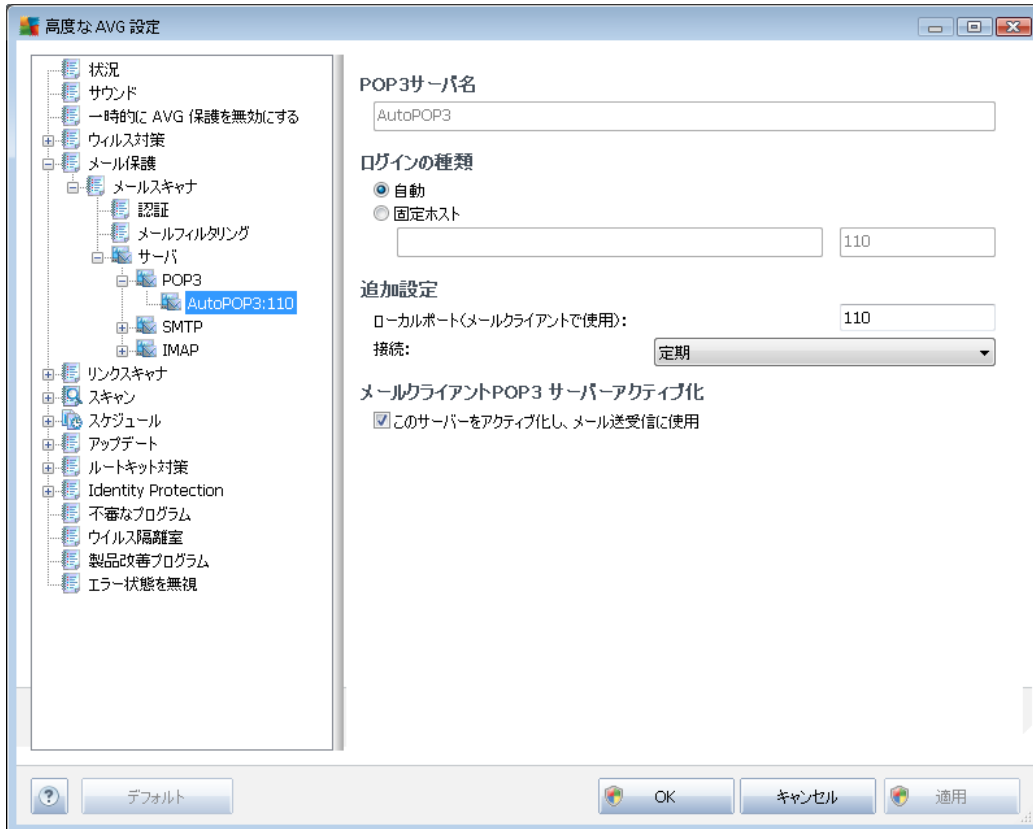 高度な AVG 設定
状況
サウンド
一時的に AVG 保護を無効にする
ウィルス対策
メール保護
メールスキャナ
認証
メールフィルタリング
サーバ
POP3
AutoPOP3:110
SMTP
IMAP
リンクスキャナ
スキャン
スケジュール
アップデート
ルートキット対策
Identity Protection
不審なプログラム
ウイルス隔離室
製品改善プログラム
エラー状態を無視
POP3サーバ名
AutoPOP3
ログインの種類
自動
固定ホスト
110
追加設定
ローカルポート(メールクライアントで使用): 110
接続: 定期
メールクライアントPOP3 サーバーアクティブ化
このサーバーをアクティブ化し、メール送受信に使用
? デフォルト OK キャンセル 適用